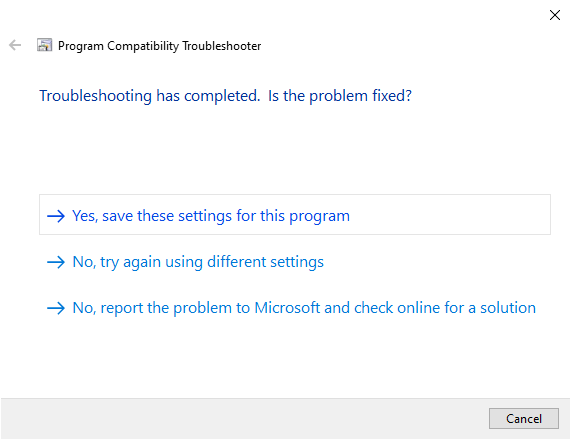 Program Compatibility Troubleshooter
Troubleshooting has completed.  Is the problem fixed?
Yes, save these settings for this program
No, try again using different settings
No, report the problem to Microsoft and check online for a solution
Cancel